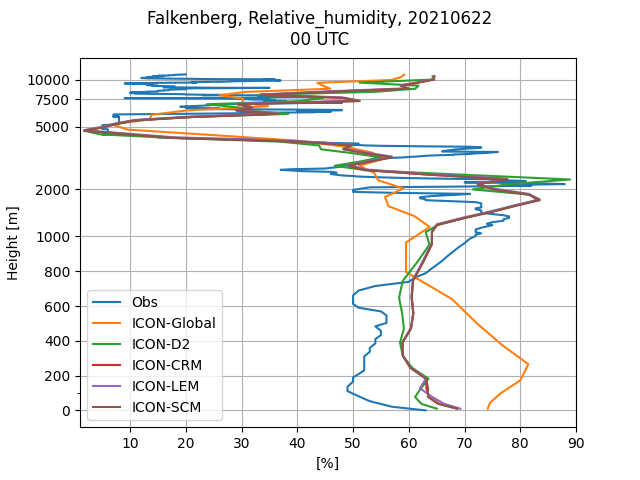 Falkenberg, Relative_humidity, 20210622
00 UTC
10000
7500
5000
2000
1000
800
600
400
200
0
Height [m]
Obs
ICON-Global
ICON-D2
ICON-CRM
ICON-LEM
ICON-SCM
10 20 30 40 50 60 70 80 90
[%]